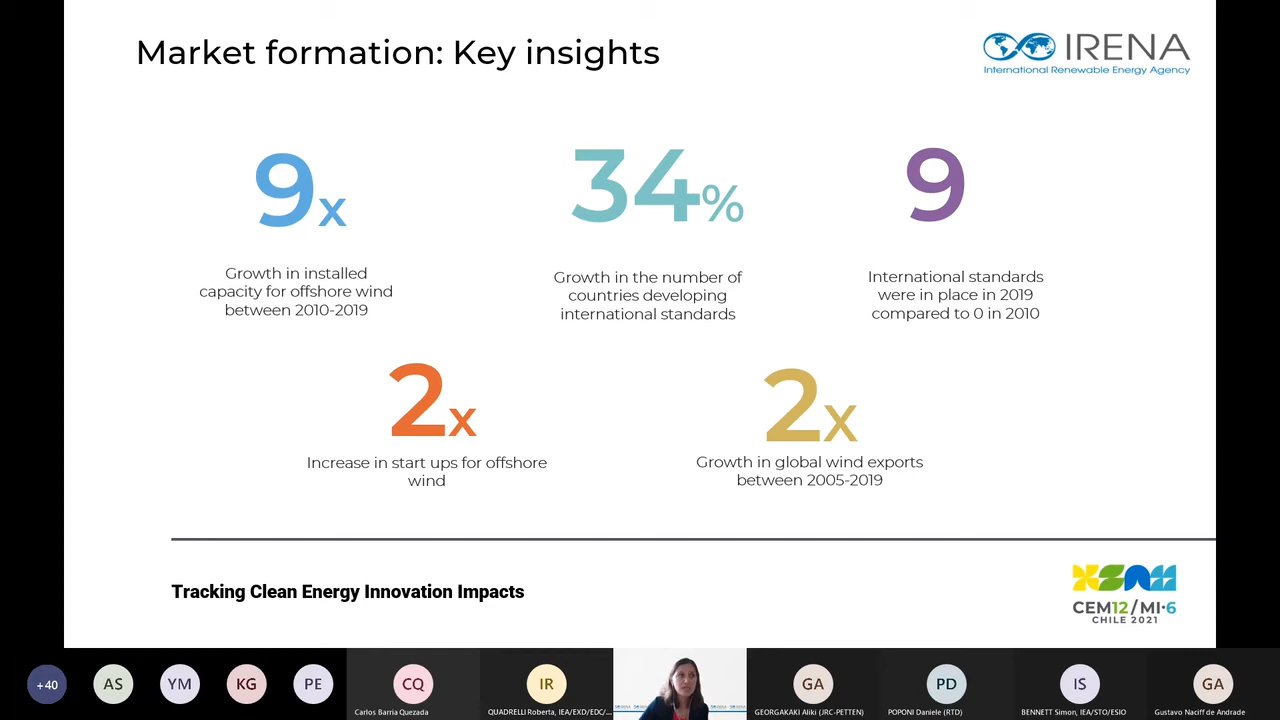 Market formation: Key insights
IRENA
International Renewable Energy Agency
9x
34%
9
Growth in installed
capacity for offshore wind
between 2010-2019
Growth in the number of
countries developing
international standards
International standards
were in place in 2019
compared to 0 in 2010
2x
2x
Increase in start ups for offshore
wind
Growth in global wind exports
between 2005-2019
Tracking Clean Energy Innovation Impacts
CEM12/MI·6
CHILE 2021
+40
AS
YM
KG
PE
CQ
Carlos Barria Quezada
IR
QUADRELLI Roberta, IEA/EXD/EDC/...
GA
GEORGAKAKI Aliki (JRC-PETTEN)
PD
POPONI Daniele (RTD)
IS
BENNETT Simon, IEA/STO/ESIO
GA
Gustavo Naciff de Andrade